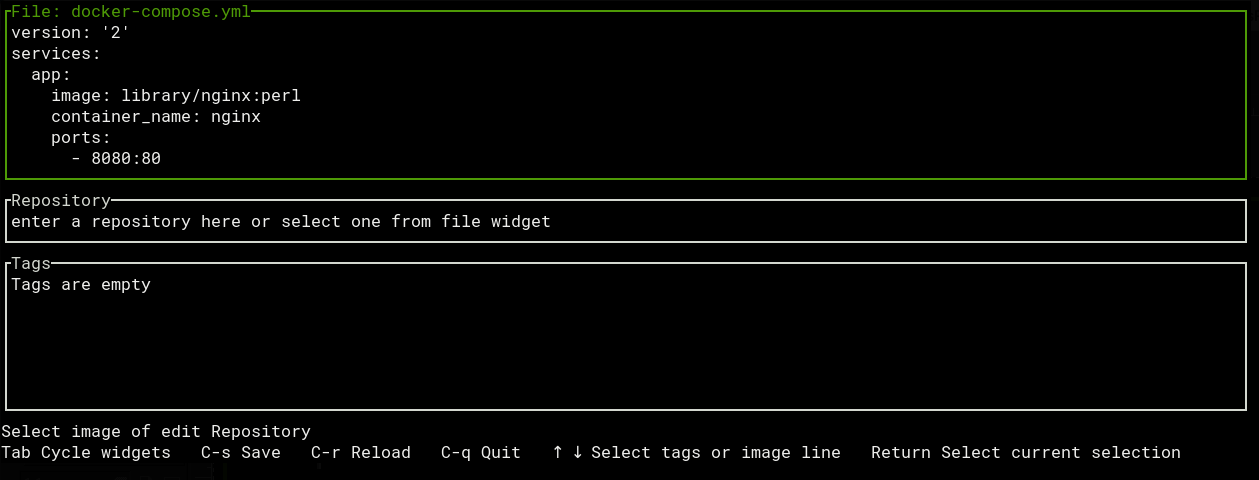 File: docker-compose.yml
version: '2'
services:
  app:
    image: library/nginx:perl
    container_name: nginx
    ports:
      - 8080:80
Repository
enter a repository here or select one from file widget
Tags
Tags are empty
Select image of edit Repository
Tab Cycle widgets   C-s Save   C-r Reload   C-q Quit   ↑ ↓ Select tags or image line   Return Select current selection